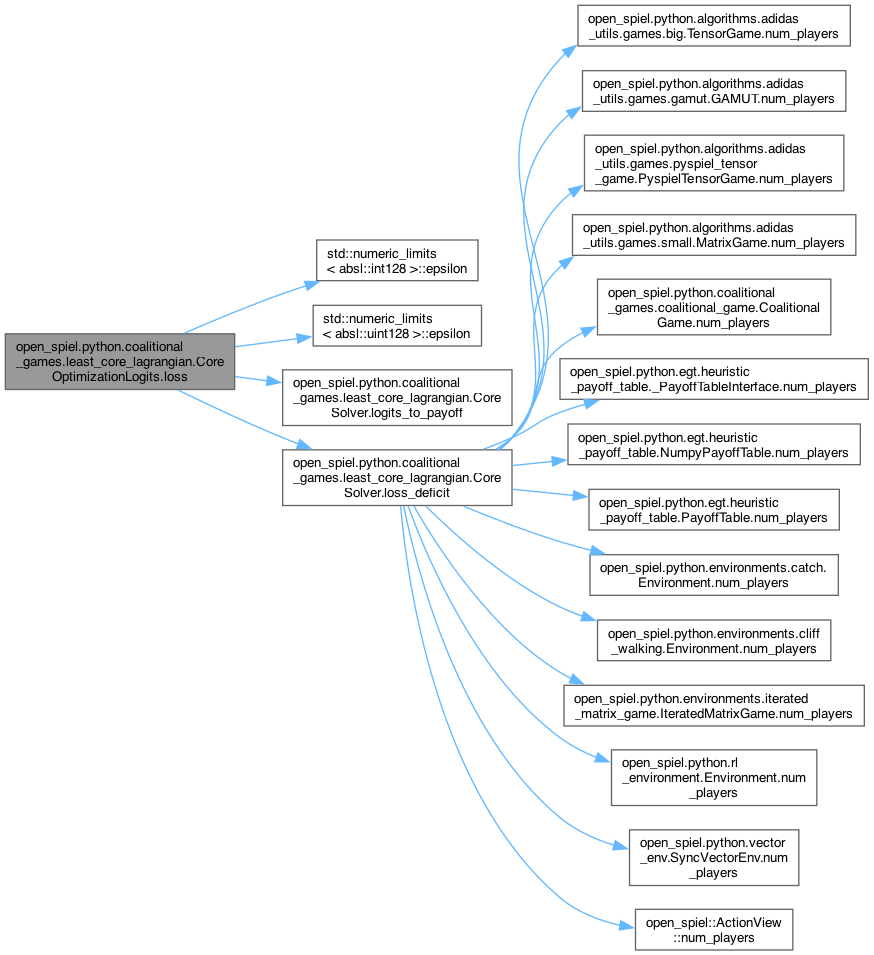 open_spiel.python.coalitional
_games.least_core_lagrangian.Core
OptimizationLogits.loss
std::numeric_limits
< absl::int128 >::epsilon
std::numeric_limits
< absl::uint128 >::epsilon
open_spiel.python.coalitional
_games.least_core_lagrangian.Core
Solver.logits_to_payoff
open_spiel.python.coalitional
_games.least_core_lagrangian.Core
Solver.loss_deficit
open_spiel.python.algorithms.adidas
_utils.games.big.TensorGame.num_players
open_spiel.python.algorithms.adidas
_utils.games.gamut.GAMUT.num_players
open_spiel.python.algorithms.adidas
_utils.games.pyspiel_tensor
_game.PyspielTensorGame.num_players
open_spiel.python.algorithms.adidas
_utils.games.small.MatrixGame.num_players
open_spiel.python.coalitional
_games.coalitional_game.Coalitional
Game.num_players
open_spiel.python.egt.heuristic
_payoff_table._PayoffTableInterface.num_players
open_spiel.python.egt.heuristic
_payoff_table.NumpyPayoffTable.num_players
open_spiel.python.egt.heuristic
_payoff_table.PayoffTable.num_players
open_spiel.python.environments.catch.
Environment.num_players
open_spiel.python.environments.cliff
_walking.Environment.num_players
open_spiel.python.environments.iterated
_matrix_game.IteratedMatrixGame.num_players
open_spiel.python.rl
_environment.Environment.num
_players
open_spiel.python.vector
_env.SyncVectorEnv.num
_players
open_spiel::ActionView
::num_players